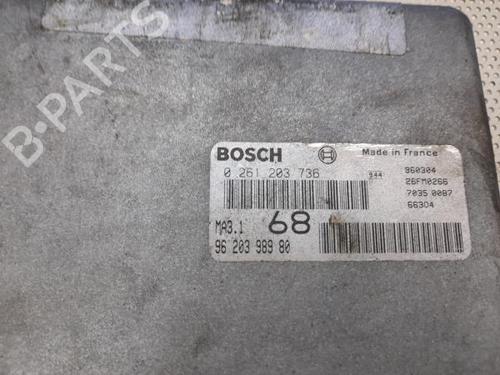 B-PARTS
BOSCH Made in France
0 261 203 736 944 960304
26FM0266
7035 0087
66304
MA3.1 68
96 203 989 80